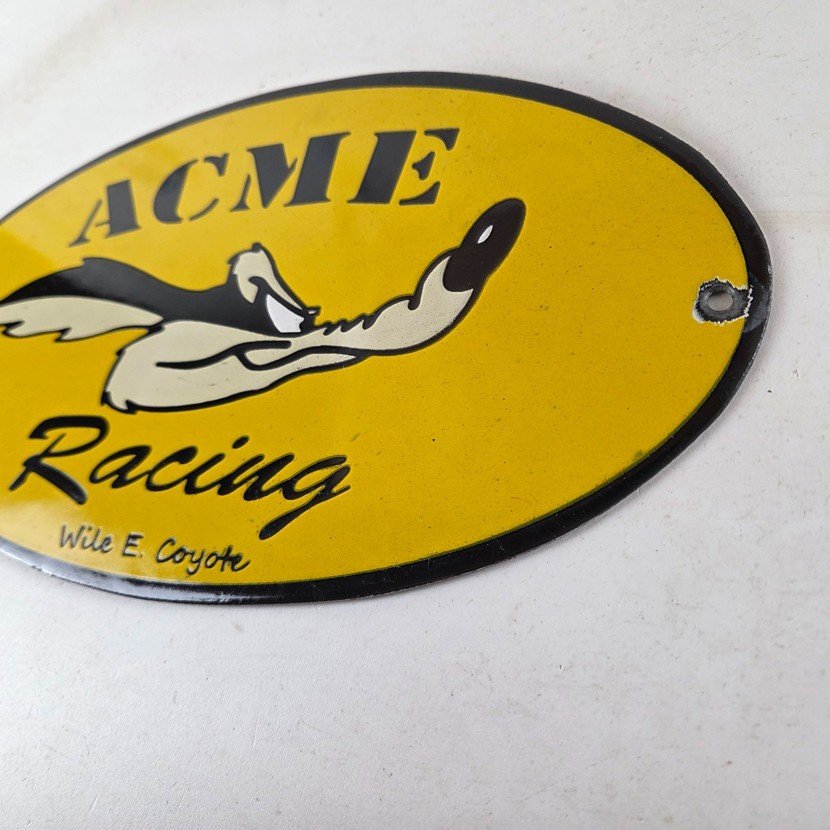 ACME
Racing
Wile E. Coyote